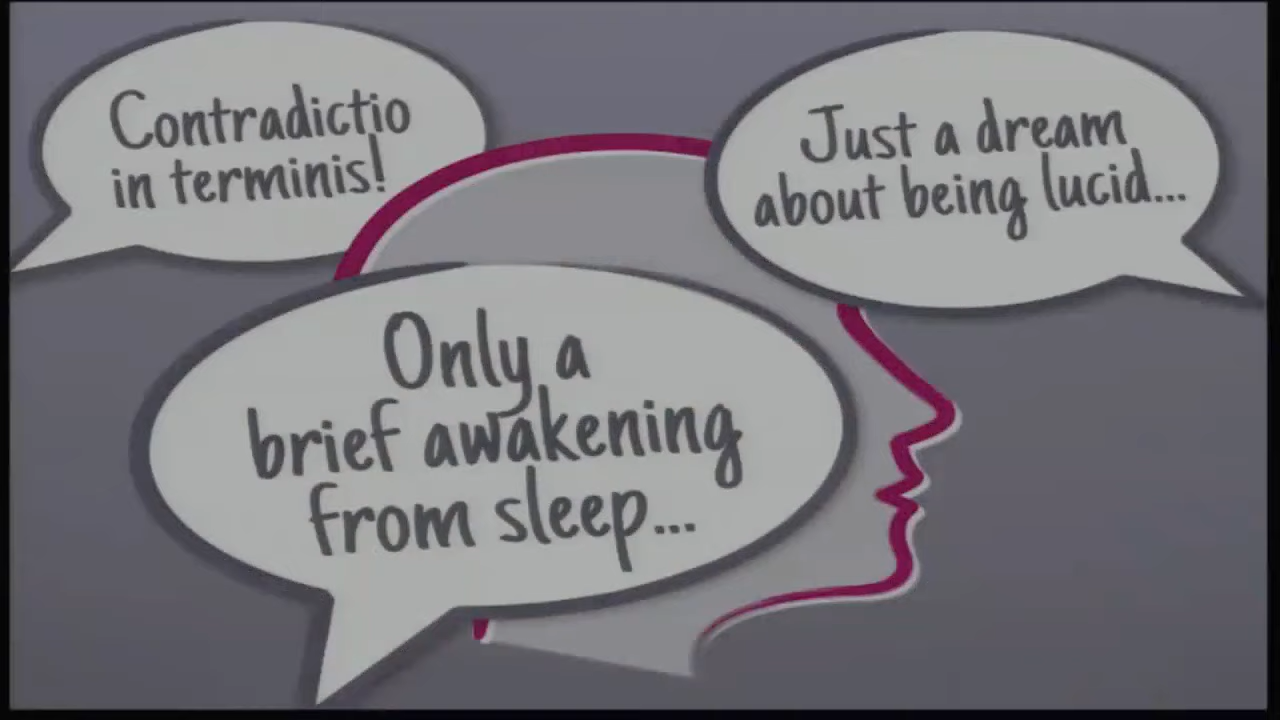 Contradictio
in terminis!
Just a dream
about being lucid...
Only a
brief awakening
from sleep...